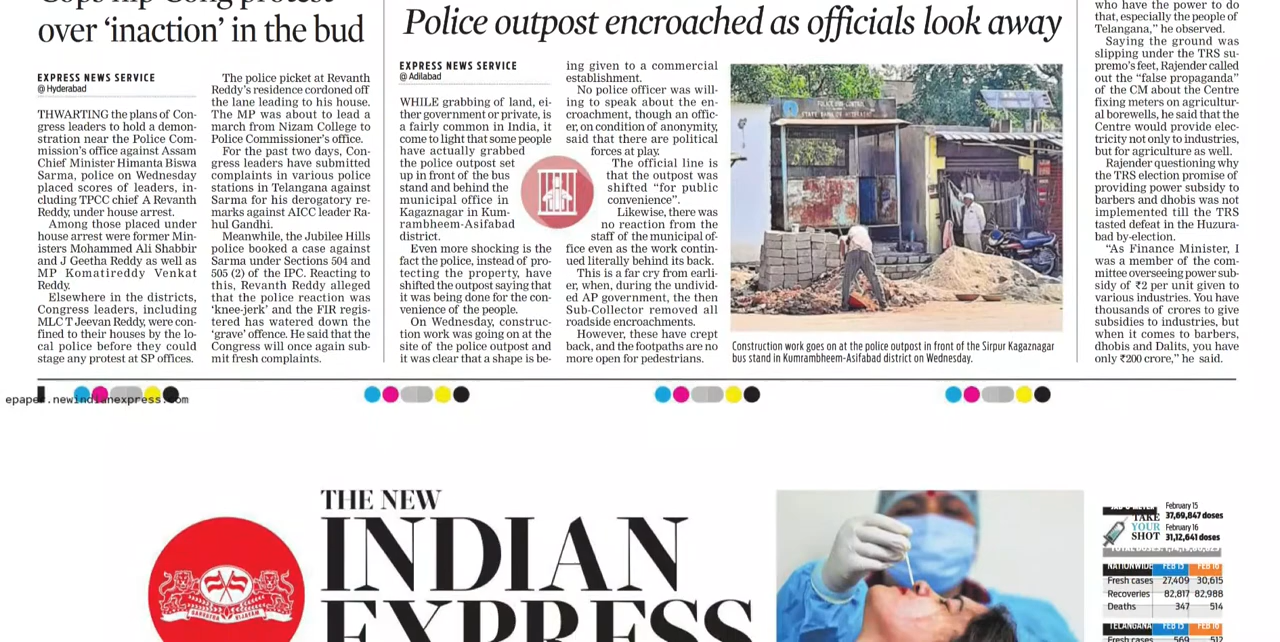 over ‘inaction’ in the bud
EXPRESS NEWS SERVICE
@ Hyderabad
THWARTING the plans of Con-
gress leaders to hold a demon-
stration near the Police Com-
mission's office against Assam
Chief Minister Himanta Biswa
Sarma, police on Wednesday
placed scores of leaders, in-
cluding TPCC chief A Revanth
Reddy, under house arrest.
Among those placed under
house arrest were former Min-
isters Mohammed Ali Shabbir
and J Geetha Reddy as well as
MP Komatireddy Venkat
Reddy.
Elsewhere in the districts,
Congress leaders, including
MLC T Jeevan Reddy, were con-
fined to their houses by the lo-
cal police before they could
stage any protest at SP offices.
The police picket at Revanth
Reddy's residence cordoned off
the lane leading to his house.
The MP was about to lead a
march from Nizam College to
Police Commissioner's office.
For the past two days, Con-
gress leaders have submitted
complaints in various police
stations in Telangana against
Sarma for his derogatory re-
marks against AICC leader Ra-
hul Gandhi.
Meanwhile, the Jubilee Hills
police booked a case against
Sarma under Sections 504 and
505 (2) of the IPC. Reacting to
this, Revanth Reddy alleged
that the police reaction was
‘knee-jerk’ and the FIR regis-
tered has watered down the
‘grave’ offence. He said that the
Congress will once again sub-
mit fresh complaints.
Police outpost encroached as officials look away
EXPRESS NEWS SERVICE
@ Adilabad
WHILE grabbing of land, ei-
ther government or private, is
a fairly common in India, it
come to light that some people
have actually grabbed
the police outpost set
up in front of the bus
stand and behind the
municipal office in
Kagaznagar in Kum-
rambheem-Asifabad
district.
Even more shocking is the
fact the police, instead of pro-
tecting the property, have
shifted the outpost saying that
it was being done for the con-
venience of the people.
On Wednesday, construc-
tion work was going on at the
site of the police outpost and
it was clear that a shape is be-
ing given to a commercial
establishment.
No police officer was will-
ing to speak about the en-
croachment, though an offic-
er, on condition of anonymity,
said that there are political
forces at play.
The official line is
that the outpost was
shifted “for public
convenience”.
Likewise, there was
no reaction from the
staff of the municipal of-
fice even as the work contin-
ued literally behind its back.
This is a far cry from earli-
er, when, during the undivid-
ed AP government, the then
Sub-Collector removed all
roadside encroachments.
However, these have crept
back, and the footpaths are no
more open for pedestrians.
Construction work goes on at the police outpost in front of the Sirpur Kagaznagar
bus stand in Kumrambheem-Asifabad district on Wednesday.
who have the power to do
that, especially the people of
Telangana,” he observed.
Saying the ground was
slipping under the TRS su-
premo's feet, Rajender called
out the “false propaganda”
of the CM about the Centre
fixing meters on agricultur-
al borewells, he said that the
Centre would provide elec-
tricity not only to industries,
but for agriculture as well.
Rajender questioning why
the TRS election promise of
providing power subsidy to
barbers and dhobis was not
implemented till the TRS
tasted defeat in the Huzura-
bad by-election.
“As Finance Minister, I
was a member of the com-
mittee overseeing power sub-
sidy of ₹2 per unit given to
various industries. You have
thousands of crores to give
subsidies to industries, but
when it comes to barbers,
dhobis and Dalits, you have
only ₹200 crore,” he said.
epaper.newindianexpress.com
THE NEW
INDIAN
EXPRESS
TAKE
YOUR
SHOT
February 15
37,69,847 doses
February 16
31,12,641 doses
NATIONWIDE FEB 15 FEB 16
Fresh cases 27,409 30,615
Recoveries 82,817 82,988
Deaths 347 514
TELANGANA FEB 15 FEB 16
Fresh cases 569 512